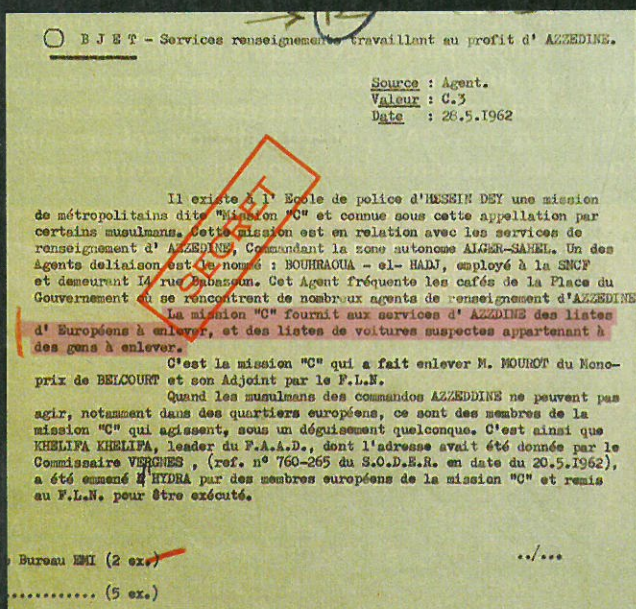 → 12
O B J E T - Services renseignements travaillant au profit d' AZZEDINE.
Source : Agent.
Valeur : C.3
Date : 28.5.I962
SECRET
Il existe à l' Ecole de police d'HUSEIN DEY une mission
de métropolitains dite "Mission "C" et connue sous cette appellation par
certains musulmans. Cette mission est en relation avec les services de
renseignement d' AZZEDINE, Commandant la zone autonome ALGER-SAHEL. Un des
Agents deliaison est le nommé : BOUHRAOUA - el- HADJ, employé à la SNCF
et demeurant I4 rue Babazoun. Cet Agent fréquente les cafés de la Place du
Gouvernement où se rencontrent de nombreux agents de renseignement d'AZZEDINE
La mission "C" fournit aux services d' AZZDINE des listes
d' Européens à enlever, et des listes de voitures suspectes appartenant à
des gens à enlever.
C'est la mission "C" qui a fait enlever M. MOUROT du Mono-
prix de BELCOURT et son Adjoint par le F.L.N.
Quand les musulmans des commandos AZZEDDINE ne peuvent pas
agir, notamment dans des quartiers européens, ce sont des membres de la
mission "C" qui agissent, sous un déguisement quelconque. C'est ainsi que
KHELIFA KHELIFA, leader du F.A.A.D., dont l'adresse avait été donnée par le
Commissaire VERGNES , (ref. n° 760-265 du S.O.D.E.R. en date du 20.5.I962),
a été emmené à HYDRA par des membres européens de la mission "C" et remis
au F.L.N. pour être exécuté.
Bureau EMI (2 ex.)
../...
............ (5 ex.)